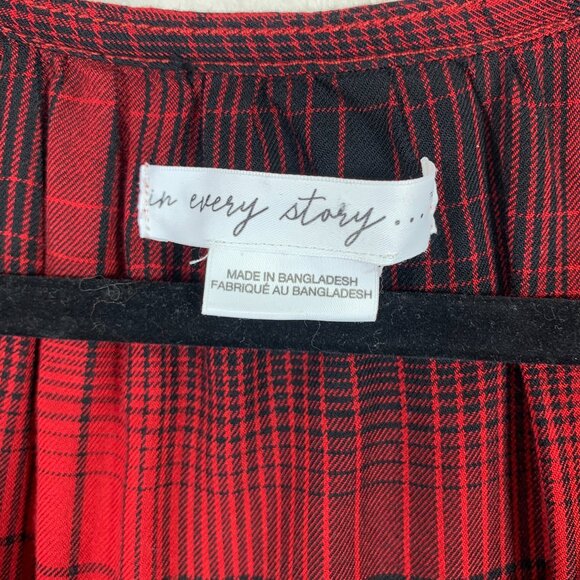 in every story...
MADE IN BANGLADESH
FABRIQUÉ AU BANGLADESH